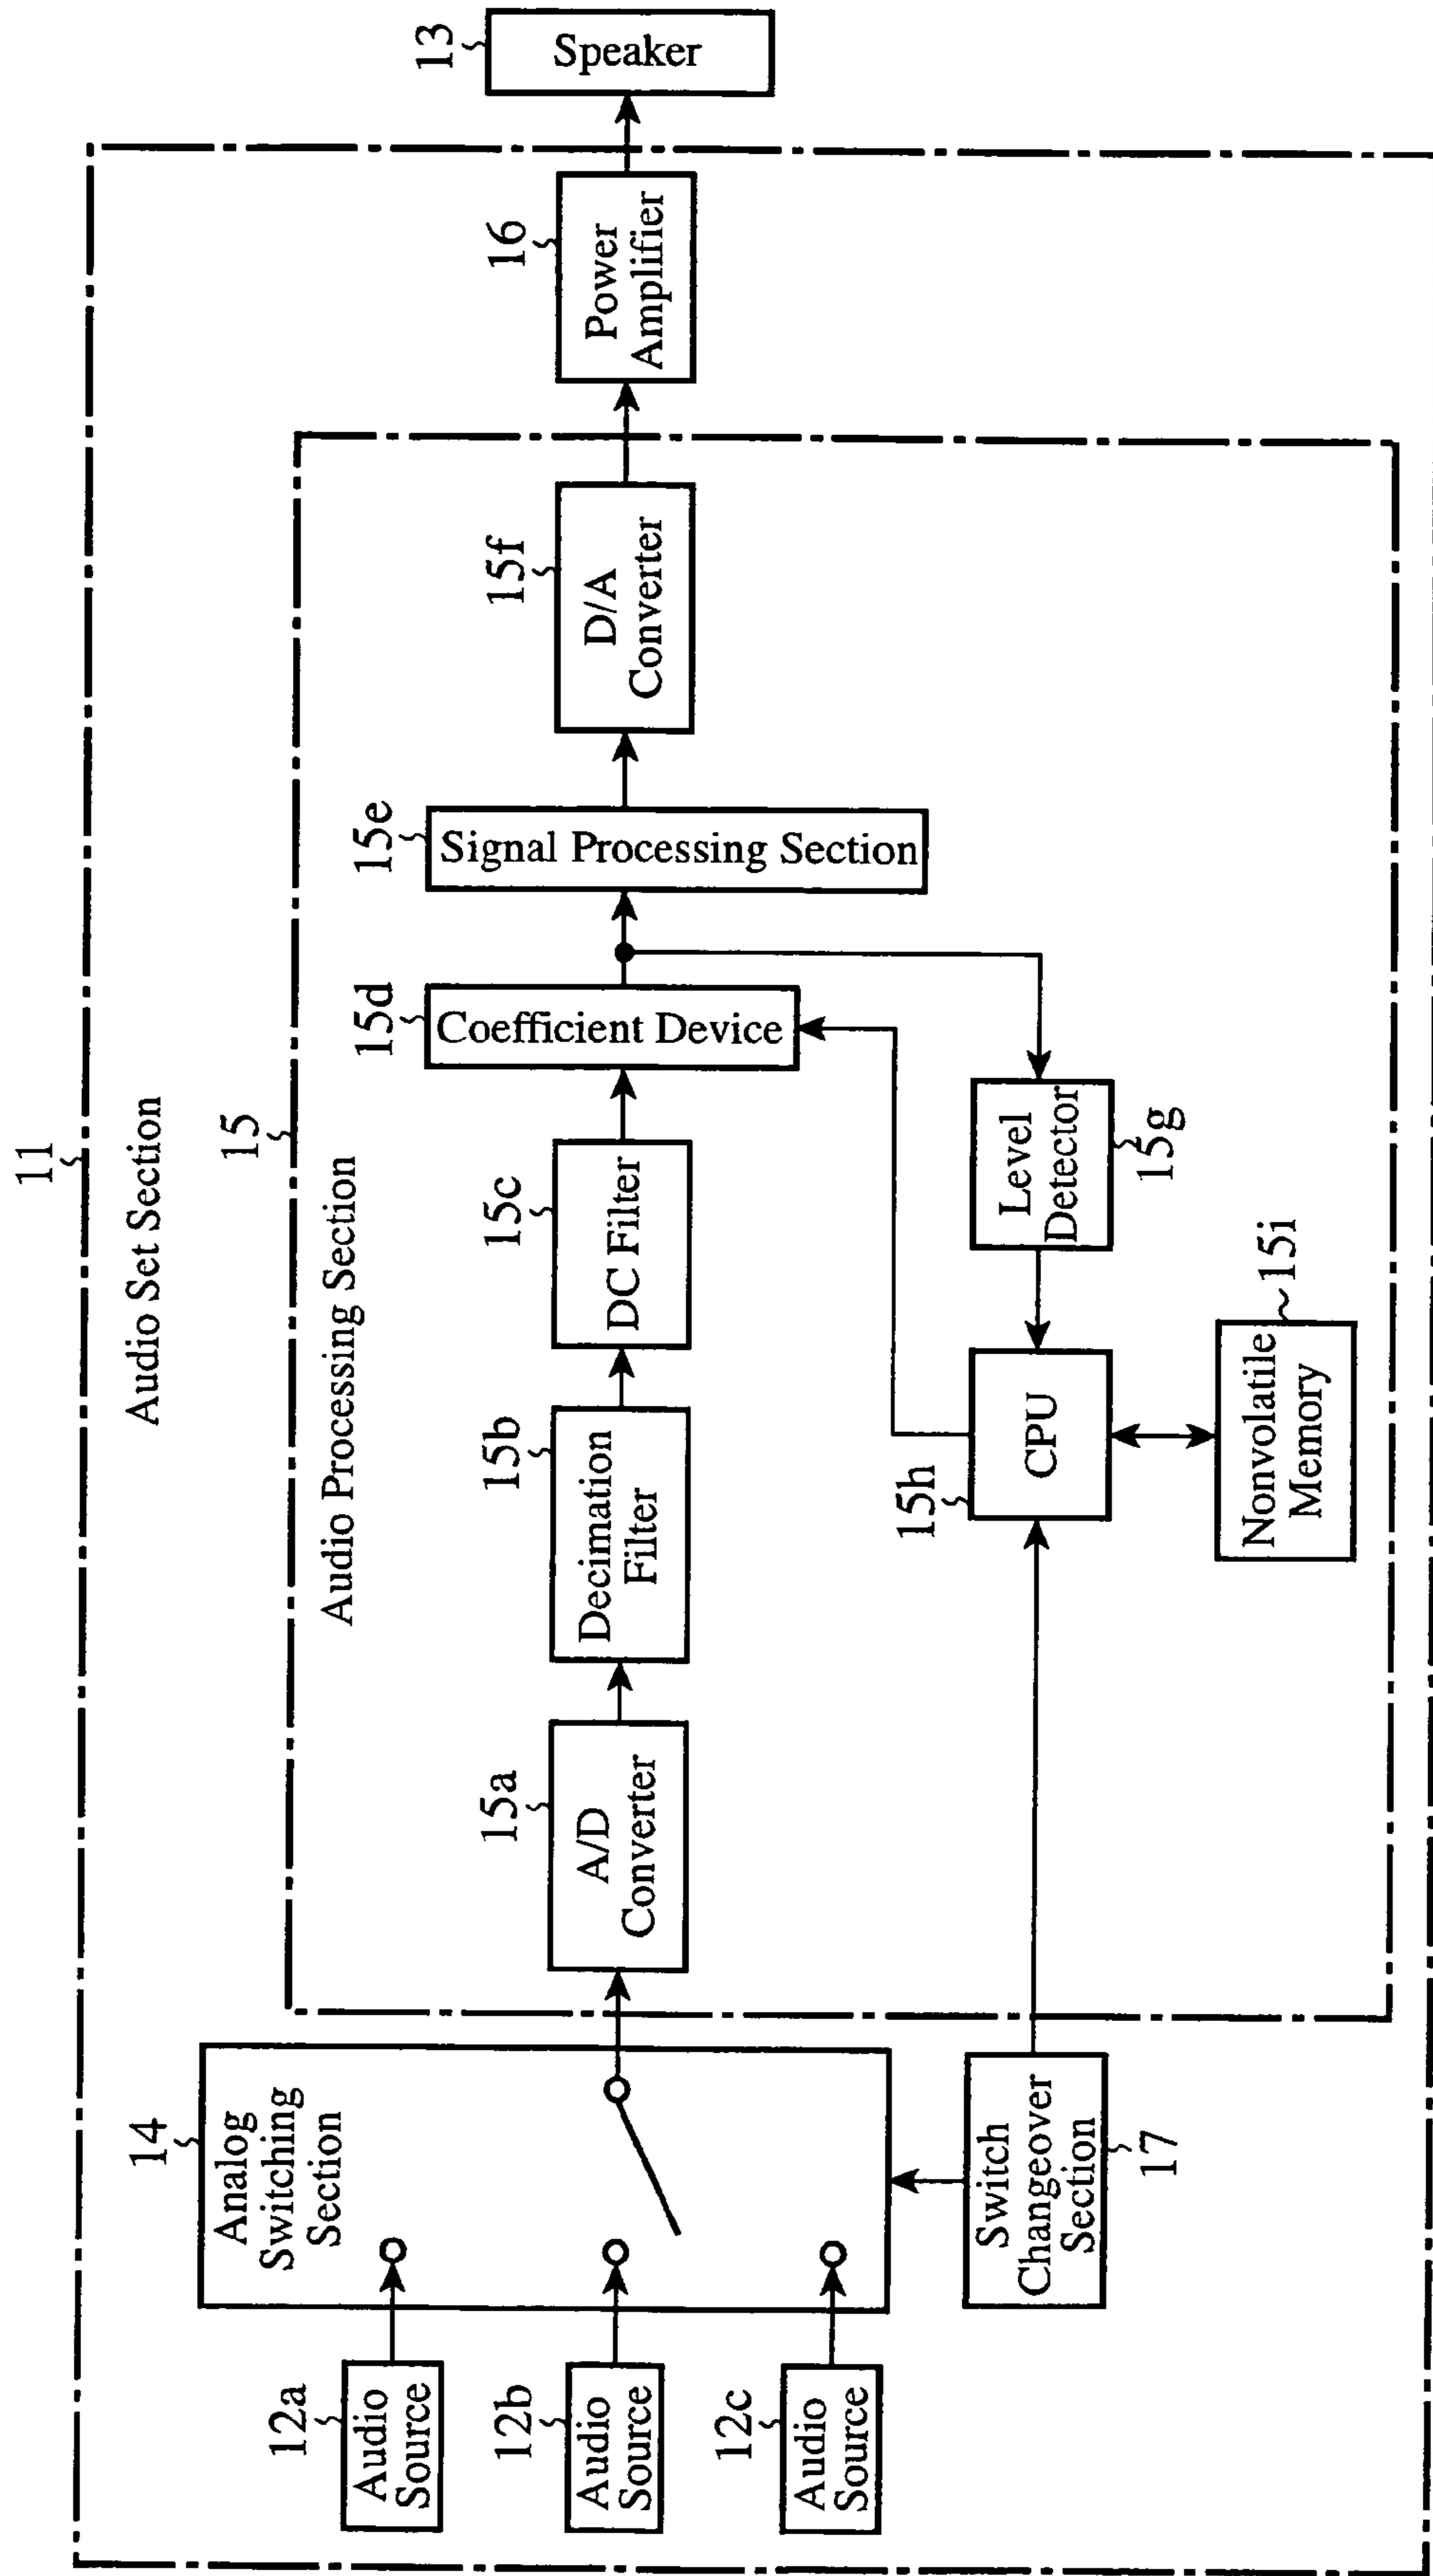 11
Audio Set Section
15
Audio Processing Section
12a
Audio
Source
12b
Audio
Source
12c
Audio
Source
14
Analog
Switching
Section
Switch
Changeover
Section
17
15a
A/D
Converter
15b
Decimation
Filter
15c
DC Filter
15d
Coefficient Device
15e
Signal Processing Section
15f
D/A
Converter
16
Power
Amplifier
13
Speaker
15h
CPU
Level
Detector
15g
Nonvolatile
Memory
15i